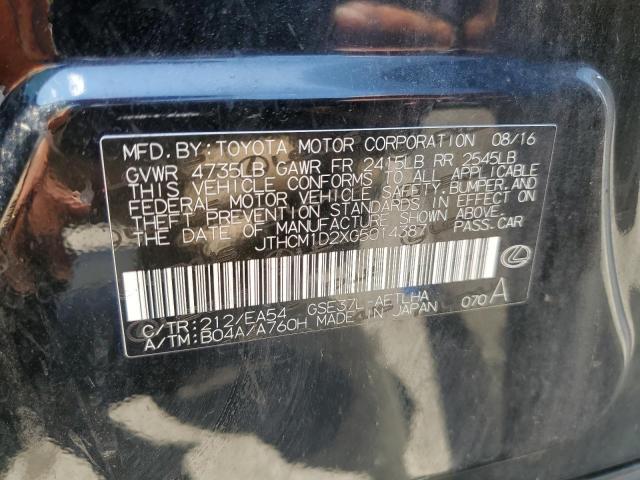 MFD.BY:TOYOTA MOTOR CORPORATION 08/16
GVWR 4735LB GAWR FR 2415LB RR 2545LB
THIS VEHICLE CONFORMS TO ALL APPLICABLE
FEDERAL MOTOR VEHICLE SAFETY,BUMPER,AND
THEFT PREVENTION STANDARDS IN EFFECT ON
THE DATE OF MANUFACTURE SHOWN ABOVE.
JTHCM1D2XG5014387 PASS.CAR
C/TR:212/EA54 GSE37L-AETLHA
A/TM:B04A/A760H MADE IN JAPAN 070 A